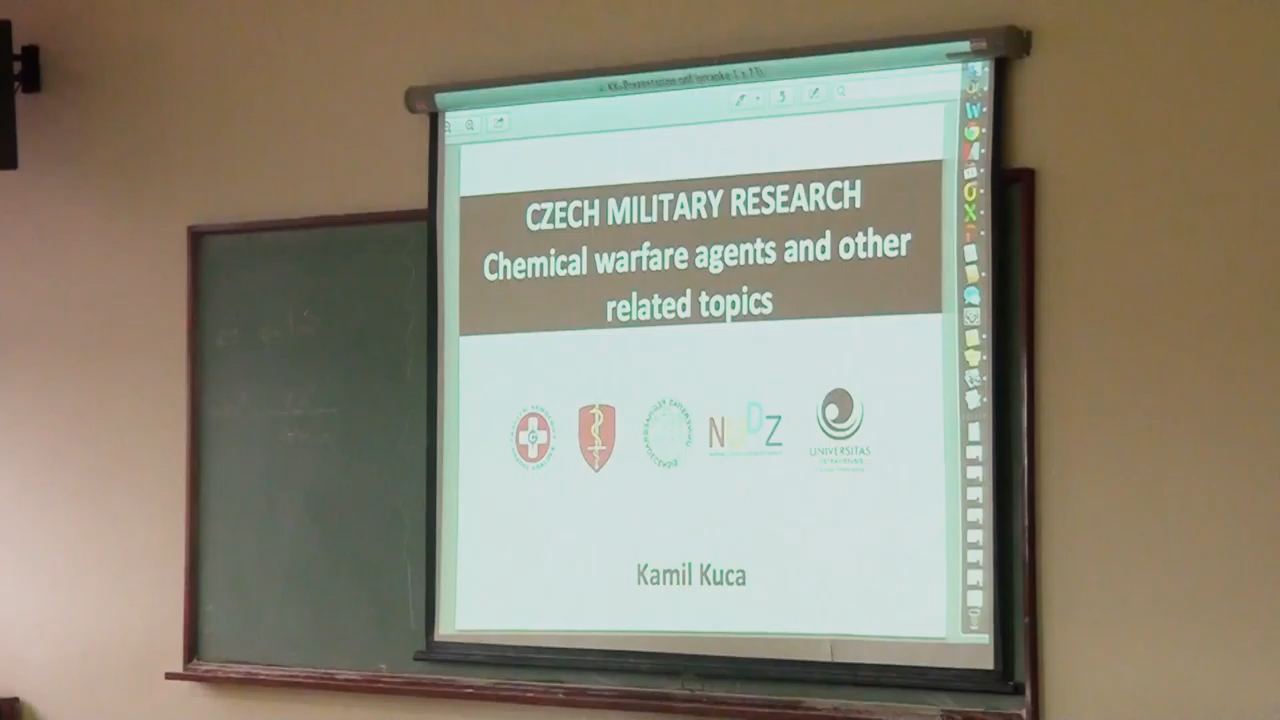 CZECH MILITARY RESEARCH
Chemical warfare agents and other
related topics
NUDZ
UNIVERSITAS
Kamil Kuca